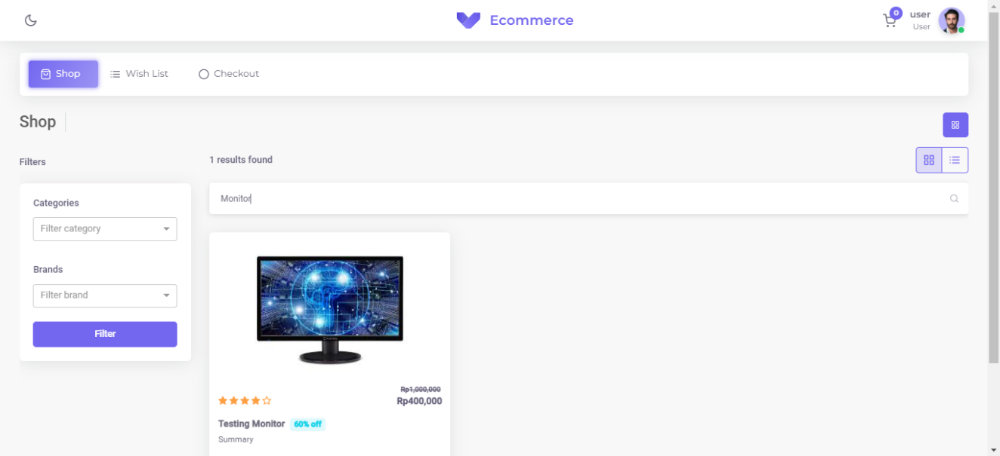 Ecommerce
0
user
User
Shop
Wish List
Checkout
Shop
Filters
1 results found
Categories
Filter category
Brands
Filter brand
Filter
Monitor
Rp1,000,000
Rp400,000
Testing Monitor
60% off
Summary